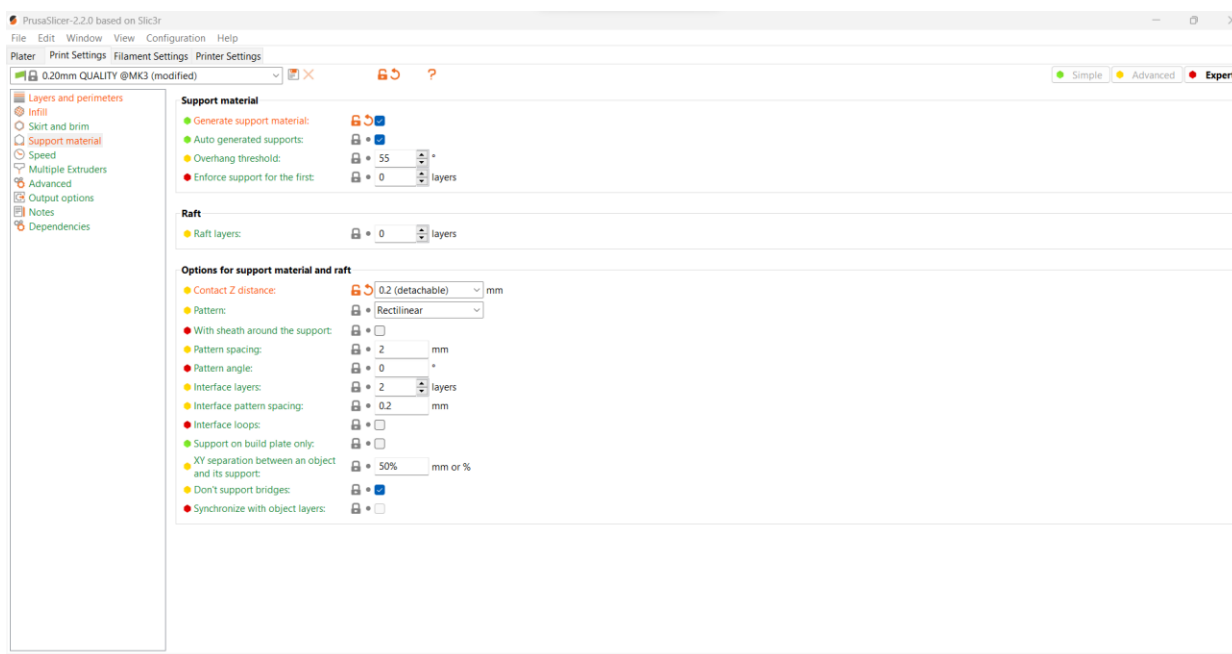 PrusaSlicer-2.2.0 based on Slic3r
File Edit Window View Configuration Help
Plater Print Settings Filament Settings Printer Settings
0.20mm QUALITY @MK3 (modified) ? Simple Advanced Expert
Layers and perimeters
Infill
Skirt and brim
Support material
Speed
Multiple Extruders
Advanced
Output options
Notes
Dependencies
Support material
Generate support material:
Auto generated supports:
Overhang threshold: 55 °
Enforce support for the first: 0 layers
Raft
Raft layers: 0 layers
Options for support material and raft
Contact Z distance: 0.2 (detachable) mm
Pattern: Rectilinear
With sheath around the support:
Pattern spacing: 2 mm
Pattern angle: 0 °
Interface layers: 2 layers
Interface pattern spacing: 0.2 mm
Interface loops:
Support on build plate only:
XY separation between an object
and its support: 50% mm or %
Don't support bridges:
Synchronize with object layers: